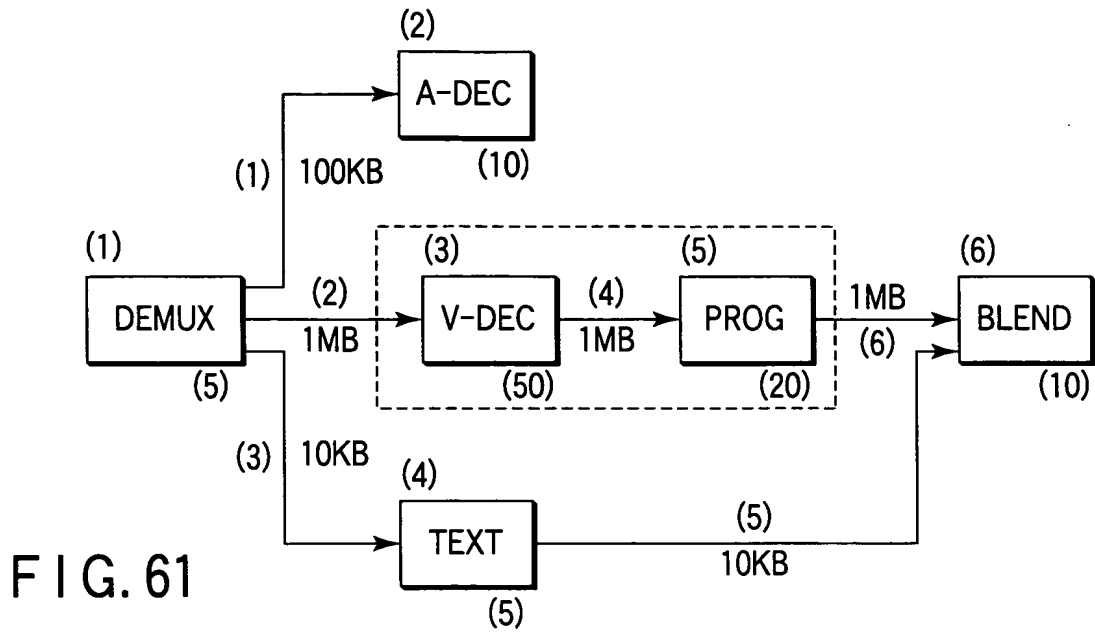 (2)
A-DEC
(10)
(1) 100KB
(1)
DEMUX
(5)
(2)
1MB
(3)
V-DEC
(50)
(4)
1MB
(5)
PROG
(20)
1MB
(6)
(6)
BLEND
(10)
(3) 10KB
(4)
TEXT
(5)
(5)
10KB
FIG. 61